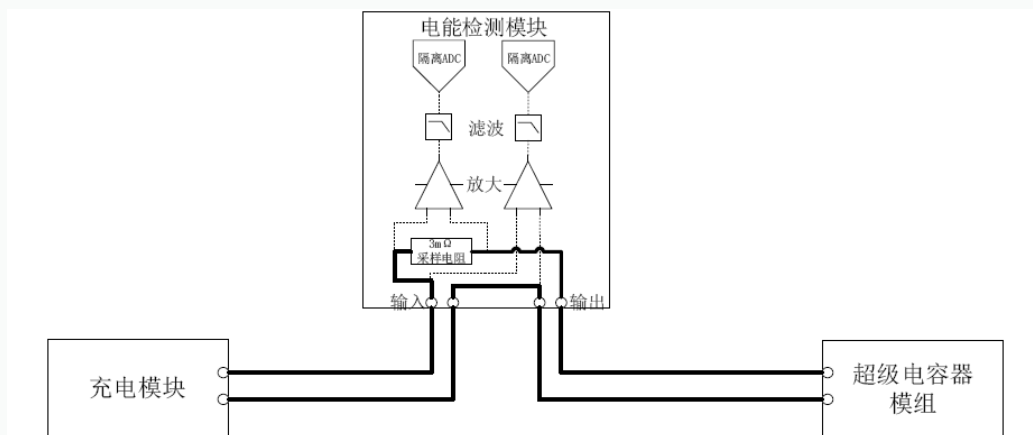 电能检测模块
隔离ADC 隔离ADC
滤波
放大
3mΩ
采样电阻
输入 输出
充电模块
超级电容器
模组